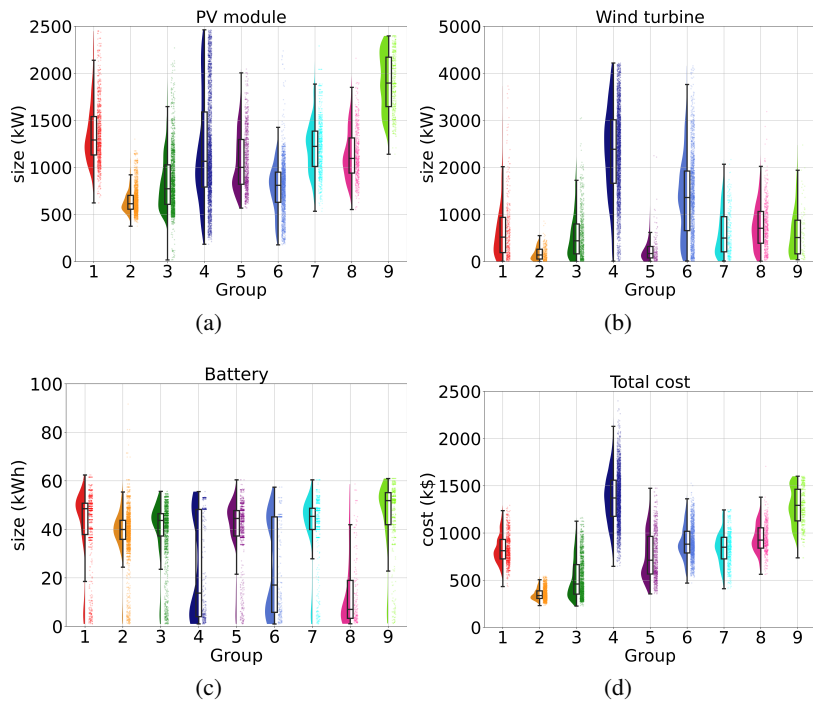 PV module
size (kW)
2500
2000
1500
1000
500
0
1 2 3 4 5 6 7 8 9
Group
(a)
Wind turbine
size (kW)
5000
4000
3000
2000
1000
0
1 2 3 4 5 6 7 8 9
Group
(b)
Battery
size (kWh)
100
80
60
40
20
0
1 2 3 4 5 6 7 8 9
Group
(c)
Total cost
cost (k$)
2500
2000
1500
1000
500
0
1 2 3 4 5 6 7 8 9
Group
(d)